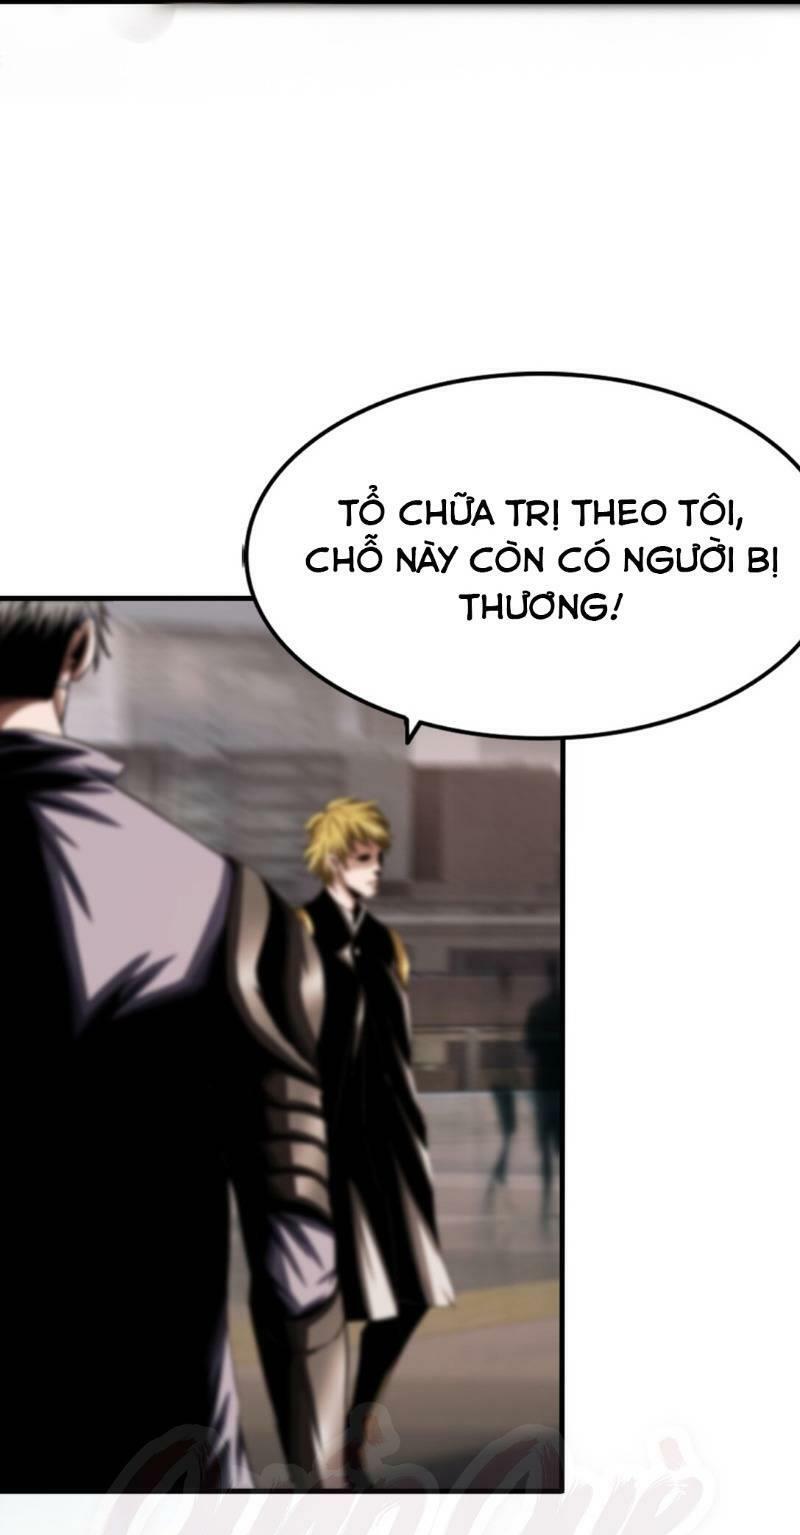 TỔ CHỮA TRỊ THEO TÔI,
CHỖ NÀY CÒN CÓ NGƯỜI BỊ
THƯƠNG!